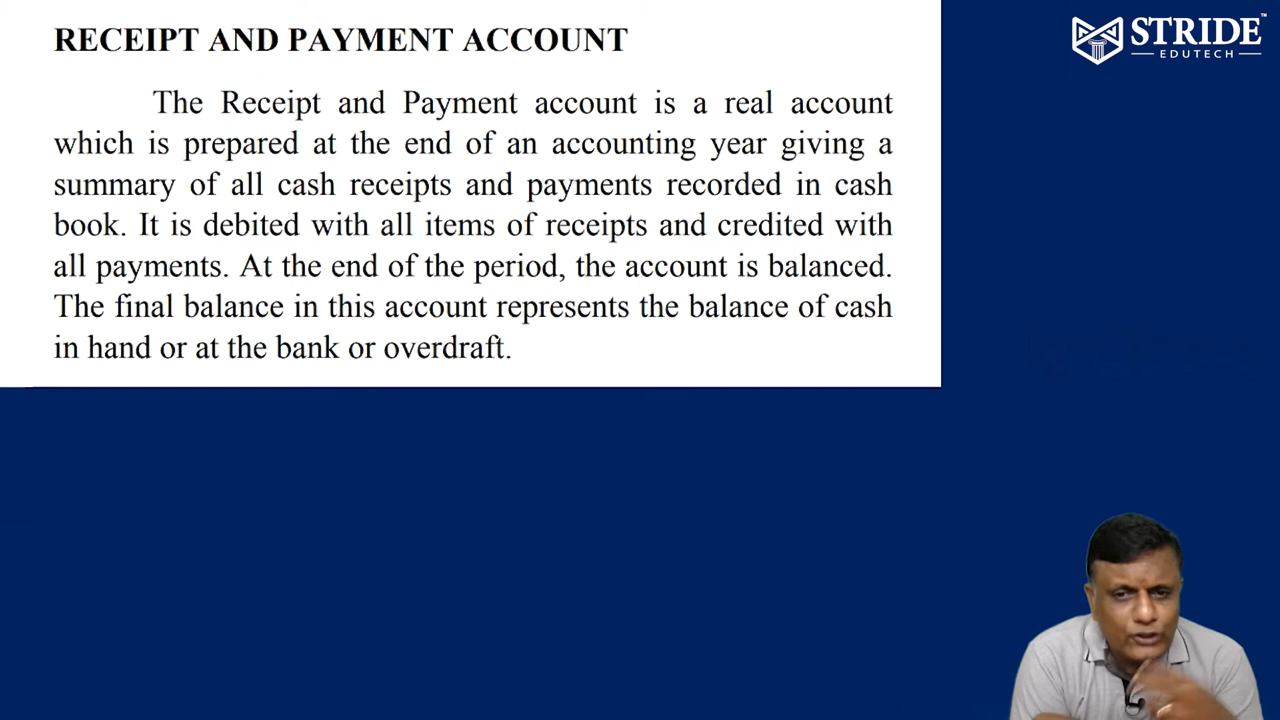 RECEIPT AND PAYMENT ACCOUNT
STRIDE™
EDUTECH
The Receipt and Payment account is a real account
which is prepared at the end of an accounting year giving a
summary of all cash receipts and payments recorded in cash
book. It is debited with all items of receipts and credited with
all payments. At the end of the period, the account is balanced.
The final balance in this account represents the balance of cash
in hand or at the bank or overdraft.